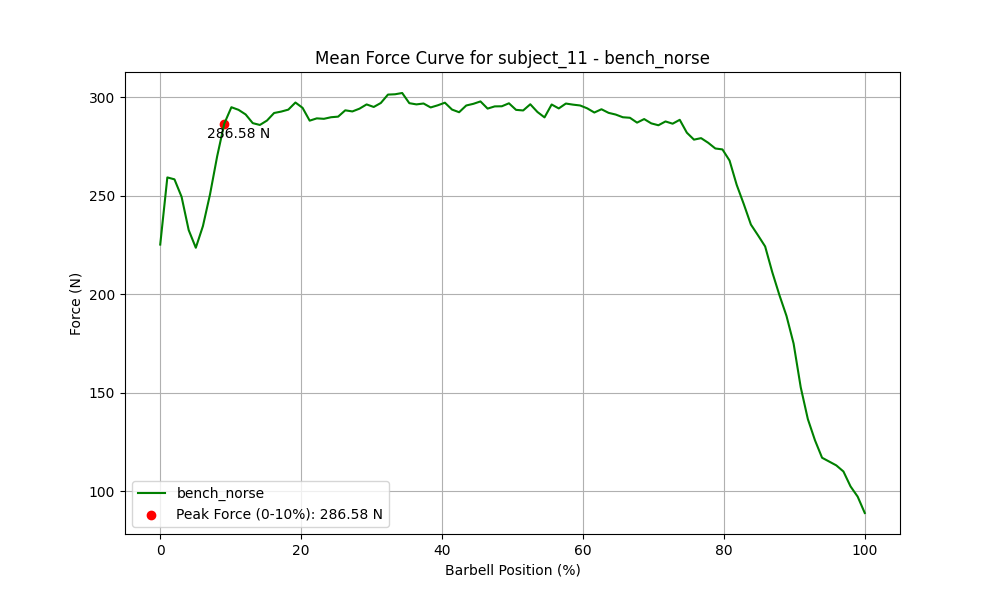 Mean Force Curve for subject_11 - bench_norse
Force (N)
300
250
200
150
100
286.58 N
bench_norse
Peak Force (0-10%): 286.58 N
0 20 40 60 80 100
Barbell Position (%)